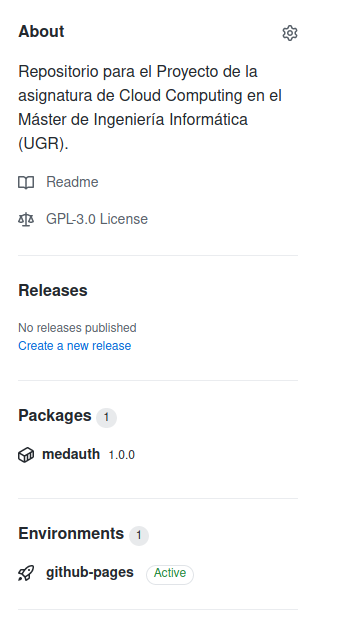 About
Repositorio para el Proyecto de la
asignatura de Cloud Computing en el
Máster de Ingeniería Informática
(UGR).
Readme
GPL-3.0 License
Releases
No releases published
Create a new release
Packages 1
medauth 1.0.0
Environments 1
github-pages Active